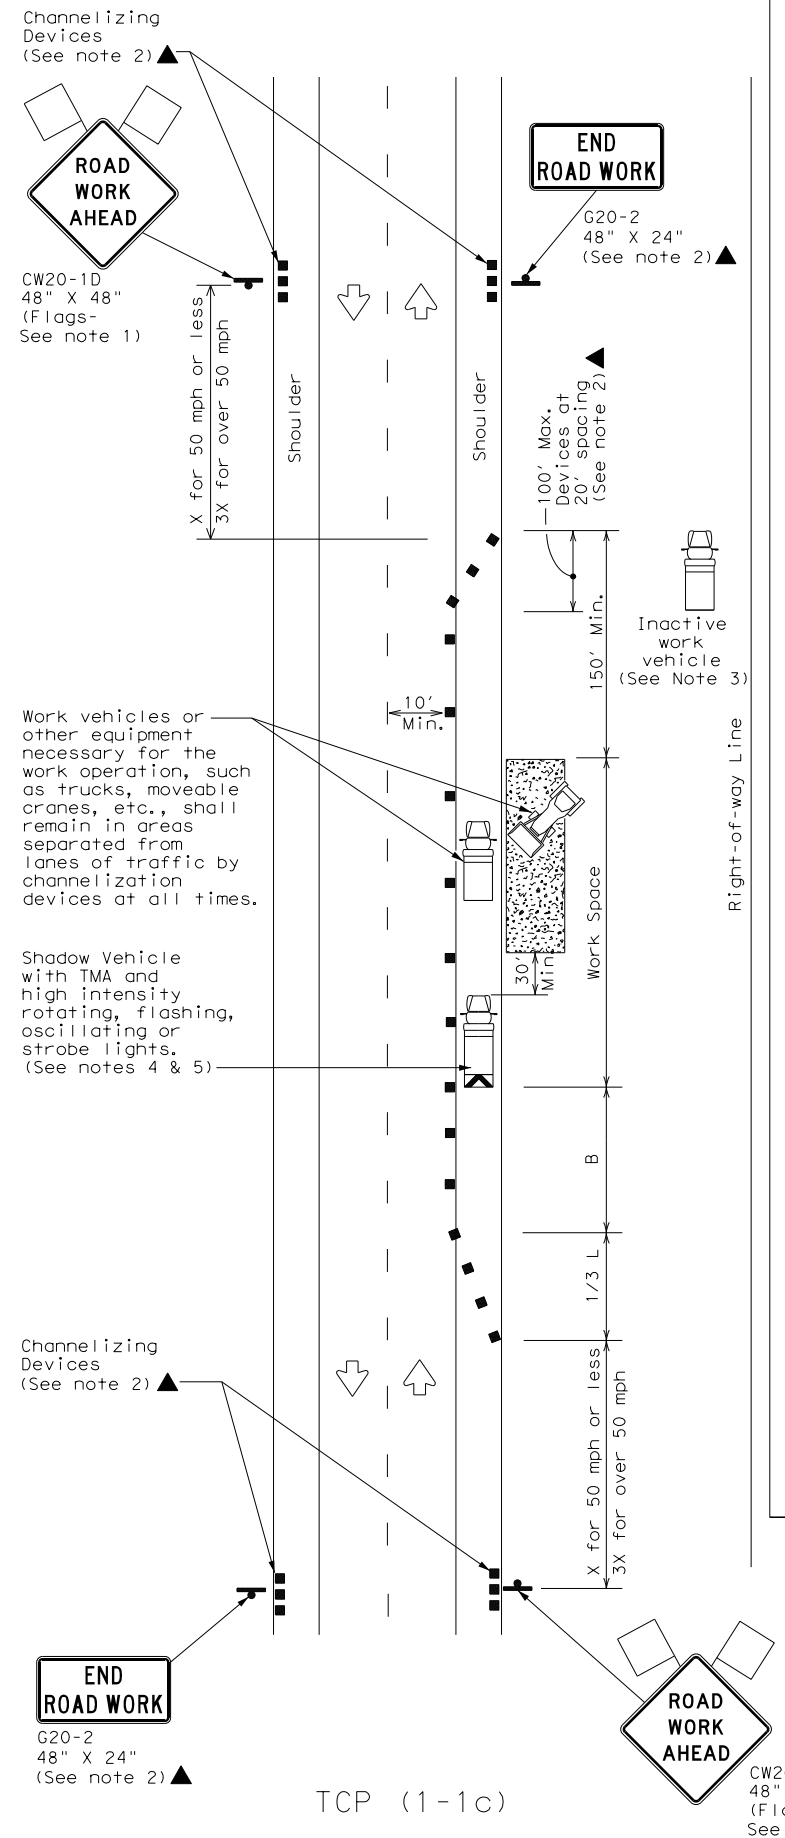 Channelizing
Devices
(See note 2)
ROAD
WORK
AHEAD
CW20-1D
48" X 48"
(Flags-
See note 1)
END
ROAD WORK
G20-2
48" X 24"
(See note 2)
X for 50 mph or less
3X for over 50 mph
Shoulder
Shoulder
100' Max.
Devices at
20' spacing
(See note 2)
150' Min.
Inactive
work
vehicle
(See Note 3)
10'
Min.
Right-of-way Line
Work vehicles or
other equipment
necessary for the
work operation, such
as trucks, moveable
cranes, etc., shall
remain in areas
separated from
lanes of traffic by
channelization
devices at all times.
Work Space
30'
Min.
Shadow Vehicle
with TMA and
high intensity
rotating, flashing,
oscillating or
strobe lights.
(See notes 4 & 5)
B
1/3 L
Channelizing
Devices
(See note 2)
X for 50 mph or less
3X for over 50 mph
END
ROAD WORK
G20-2
48" X 24"
(See note 2)
ROAD
WORK
AHEAD
48"
See
TCP (1-1c)